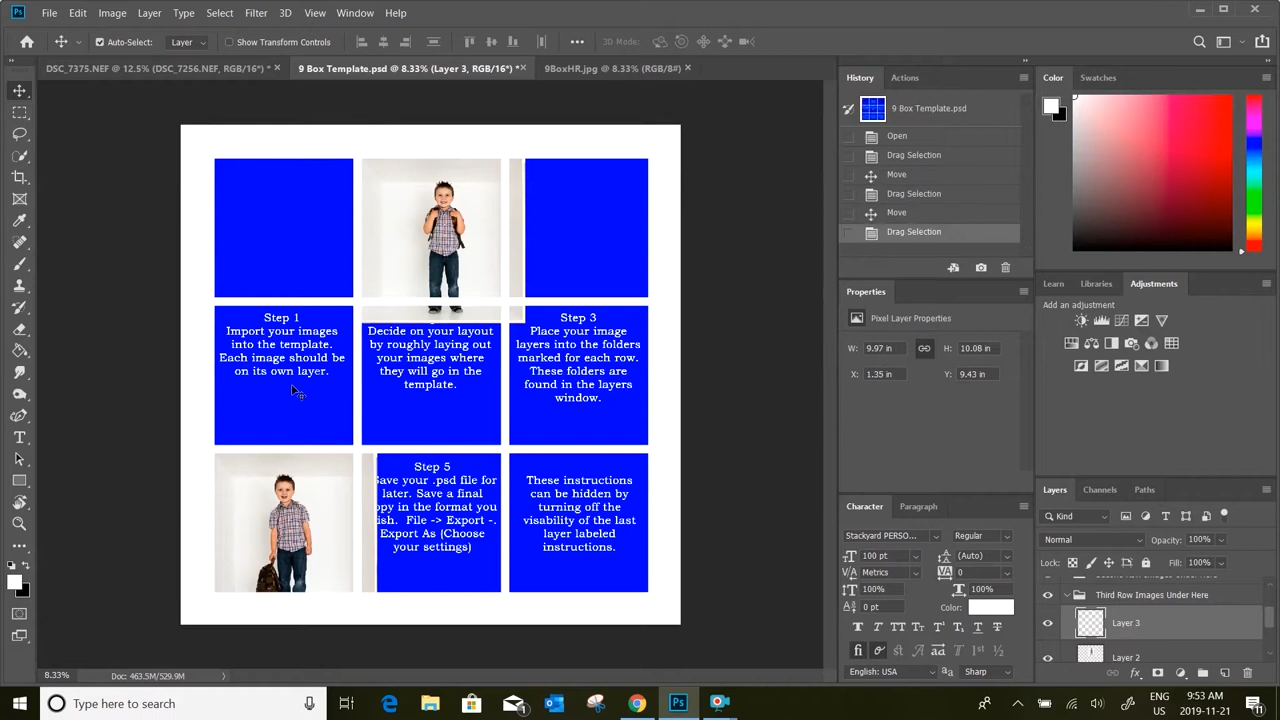 Ps File Edit Image Layer Type Select Filter 3D View Window Help
Auto-Select: Layer Show Transform Controls 3D Mode:
DSC_7375.NEF @ 12.5% (DSC_7256.NEF, RGB/16*) * 9 Box Template.psd @ 8.33% (Layer 3, RGB/16*) * 9BoxHR.jpg @ 8.33% (RGB/8#)
History Actions
9 Box Template.psd
Open
Drag Selection
Move
Drag Selection
Move
Drag Selection
Color Swatches
Learn Libraries Adjustments
Add an adjustment
Properties
Pixel Layer Properties
W: 9.97 in H: 10.08 in
X: 1.35 in Y: 9.43 in
Step 1
Import your images
into the template.
Each image should be
on its own layer.
Decide on your layout
by roughly laying out
your images where
they will go in the
template.
Step 3
Place your image
layers into the folders
marked for each row.
These folders are
found in the layers
window.
Step 5
Save your .psd file for
later. Save a final
opy in the format you
ish. File -> Export -.
Export As (Choose
your settings)
These instructions
can be hidden by
turning off the
visability of the last
layer labeled
instructions.
Character Paragraph
Stackyard PERSO... Regular
100 pt (Auto)
Metrics 0
100% 100%
0 pt Color:
English: USA Sharp
Layers Channels Paths
Kind
Normal Opacity: 100%
Lock: Fill: 100%
Third Row Images Under Here
Layer 3
Layer 2
8.33% Doc: 463.5M/529.9M
Type here to search
ENG
US
9:53 AM
2019-11-21
11